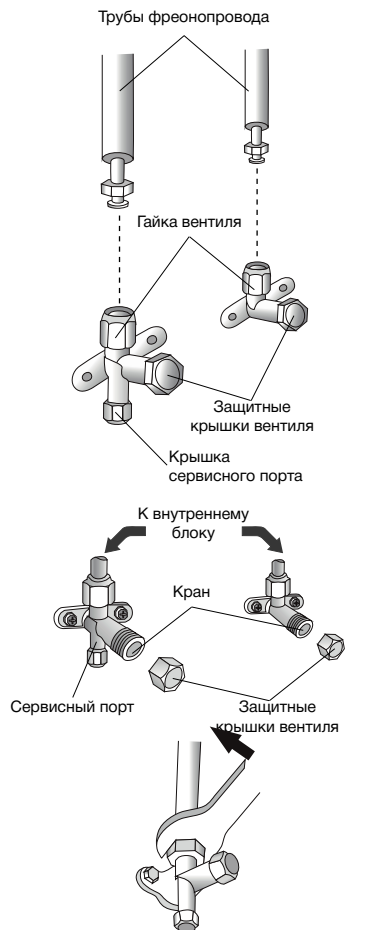 Трубы фреонопровода
Гайка вентиля
Защитные
крышки вентиля
Крышка
сервисного порта
К внутреннему
блоку
Кран
Сервисный порт
Защитные
крышки вентиля